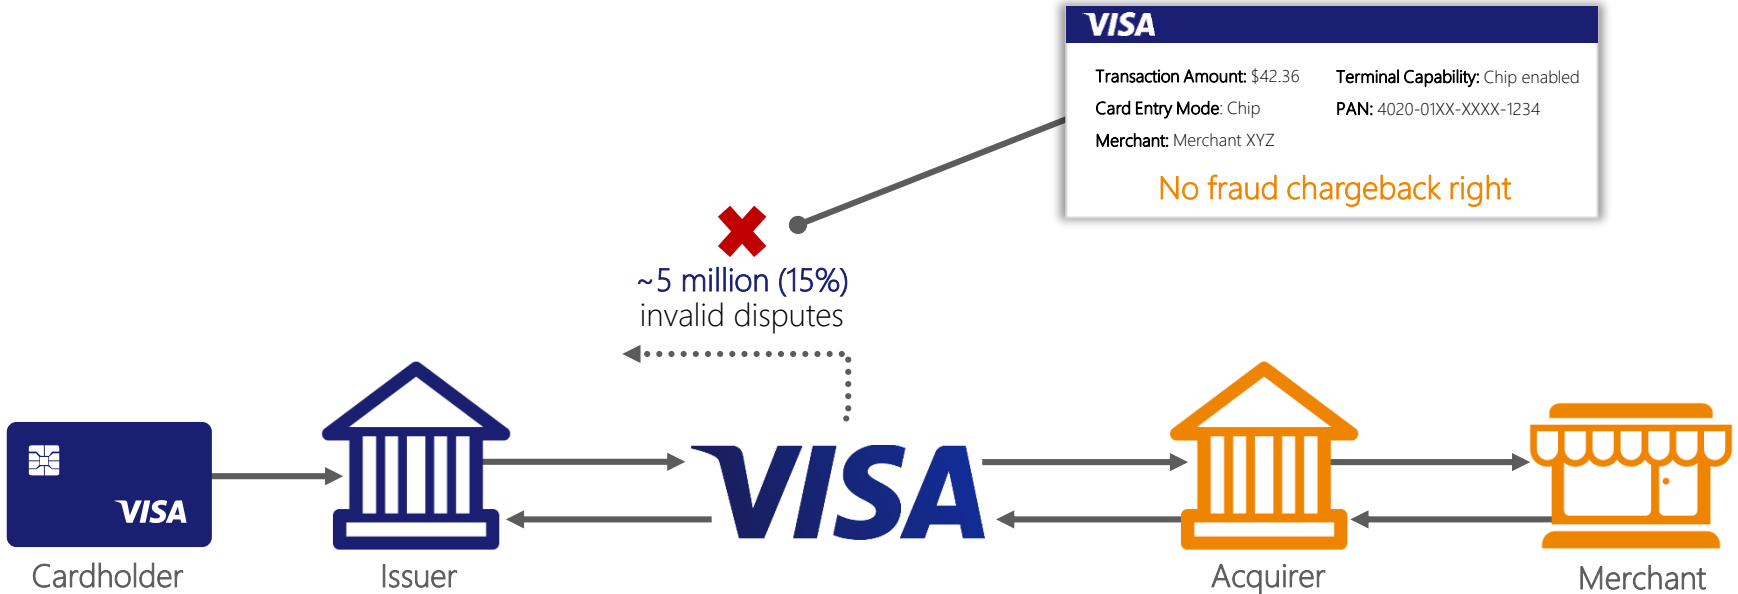 VISA
Transaction Amount: $42.36
Terminal Capability: Chip enabled
Card Entry Mode: Chip
PAN: 4020-01XX-XXXX-1234
Merchant: Merchant XYZ
No fraud chargeback right
~5 million (15%)
invalid disputes
VISA
VISA
Cardholder
Issuer
Acquirer
Merchant